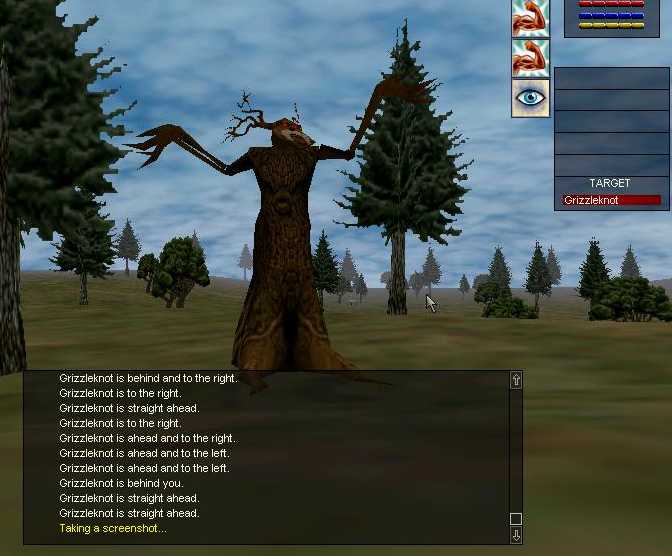 TARGET
Grizzleknot
Grizzleknot is behind and to the right.
Grizzleknot is to the right.
Grizzleknot is straight ahead.
Grizzleknot is to the right.
Grizzleknot is ahead and to the right.
Grizzleknot is ahead and to the left.
Grizzleknot is ahead and to the left.
Grizzleknot is behind you.
Grizzleknot is straight ahead.
Grizzleknot is straight ahead.
Taking a screenshot...